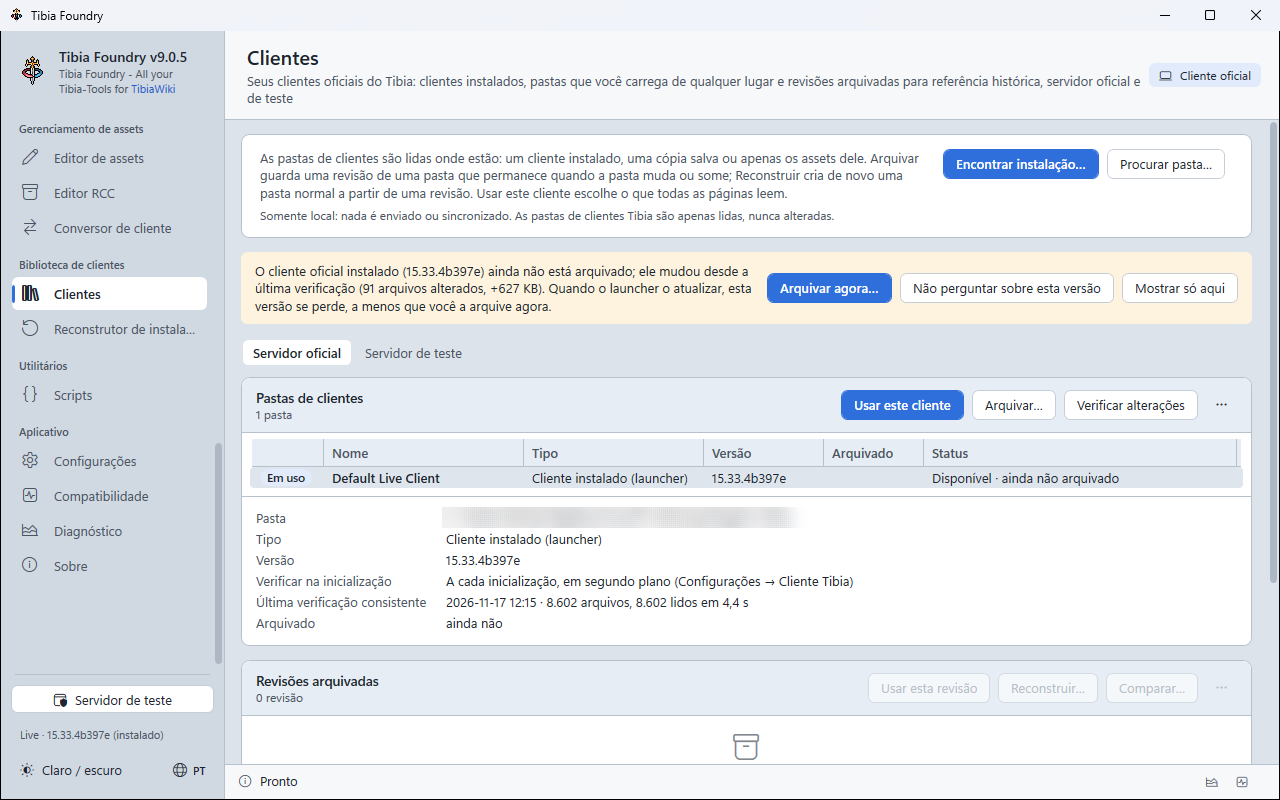 Tibia Foundry
Tibia Foundry v9.0.5
Tibia Foundry - All your
Tibia-Tools for TibiaWiki
Gerenciamento de assets
Editor de assets
Editor RCC
Conversor de cliente
Biblioteca de clientes
Clientes
Reconstrutor de instala...
Utilitários
Scripts
Aplicativo
Configurações
Compatibilidade
Diagnóstico
Sobre
Servidor de teste
Live · 15.33.4b397e (instalado)
Claro / escuro
PT
Clientes
Seus clientes oficiais do Tibia: clientes instalados, pastas que você carrega de qualquer lugar e revisões arquivadas para referência histórica, servidor oficial e
de teste
Cliente oficial
As pastas de clientes são lidas onde estão: um cliente instalado, uma cópia salva ou apenas os assets dele. Arquivar
guarda uma revisão de uma pasta que permanece quando a pasta muda ou some; Reconstruir cria de novo uma
pasta normal a partir de uma revisão. Usar este cliente escolhe o que todas as páginas leem.
Somente local: nada é enviado ou sincronizado. As pastas de clientes Tibia são apenas lidas, nunca alteradas.
Encontrar instalação...
Procurar pasta...
O cliente oficial instalado (15.33.4b397e) ainda não está arquivado; ele mudou desde a
última verificação (91 arquivos alterados, +627 KB). Quando o launcher o atualizar, esta
versão se perde, a menos que você a arquive agora.
Arquivar agora...
Não perguntar sobre esta versão
Mostrar só aqui
Servidor oficial
Servidor de teste
Pastas de clientes
1 pasta
Usar este cliente
Arquivar...
Verificar alterações
...
Nome Tipo Versão Arquivado Status
Em uso Default Live Client Cliente instalado (launcher) 15.33.4b397e Disponível · ainda não arquivado
Pasta
Tipo Cliente instalado (launcher)
Versão 15.33.4b397e
Verificar na inicialização A cada inicialização, em segundo plano (Configurações → Cliente Tibia)
Última verificação consistente 2026-11-17 12:15 · 8.602 arquivos, 8.602 lidos em 4,4 s
Arquivado ainda não
Revisões arquivadas
0 revisão
Usar esta revisão
Reconstruir...
Comparar...
...
Pronto